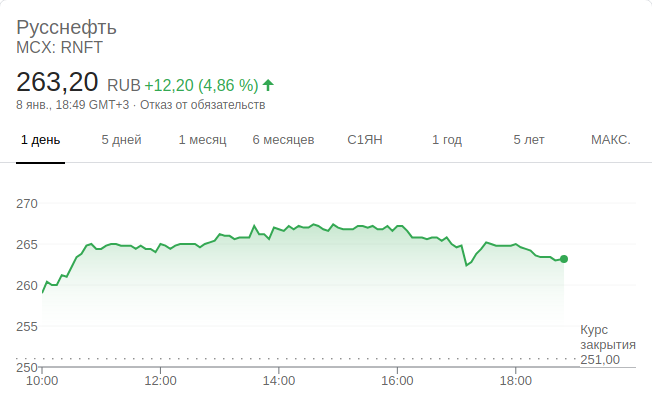 Русснефть
MCX: RNFT
263,20 RUB +12,20 (4,86 %)
8 янв., 18:49 GMT+3 · Отказ от обязательств
1 день 5 дней 1 месяц 6 месяцев С1ЯН 1 год 5 лет МАКС.
270
265
260
255
Курс
закрытия
251,00
250
10:00 12:00 14:00 16:00 18:00